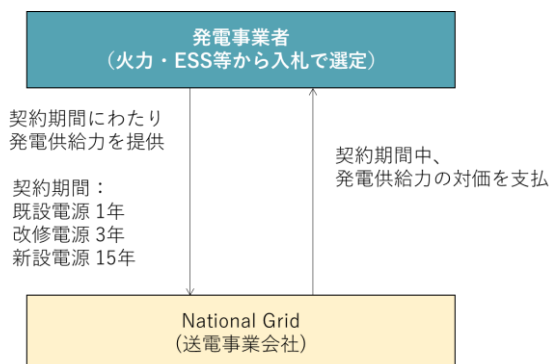 発電事業者
（火力・ESS等から入札で選定）
契約期間にわたり
発電供給力を提供
契約期間：
既設電源 1年
改修電源 3年
新設電源 15年
契約期間中、
発電供給力の対価を支払
National Grid
(送電事業会社)